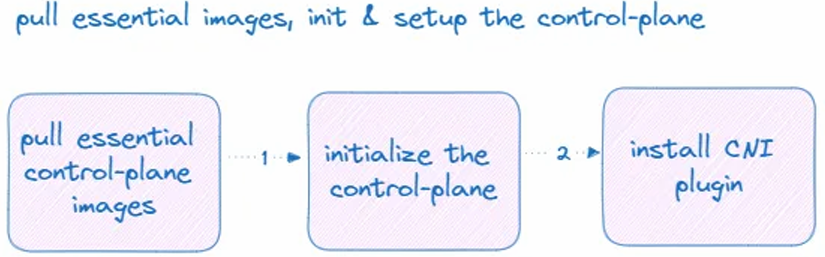 pull essential images, init & setup the control-plane
pull essential
control-plane
images
1
initialize the
control-plane
2
install CNI
plugin